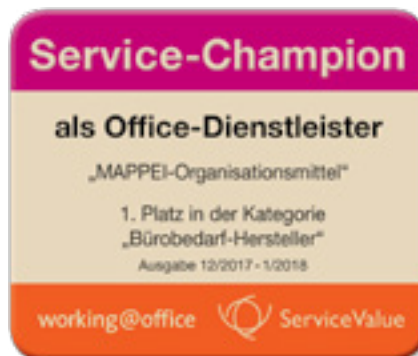 Service-Champion
als Office-Dienstleister
„MAPPEI-Organisationsmittel“
1. Platz in der Kategorie
„Bürobedarf-Hersteller“
Ausgabe 12/2017 - 1/2018
working@office ServiceValue